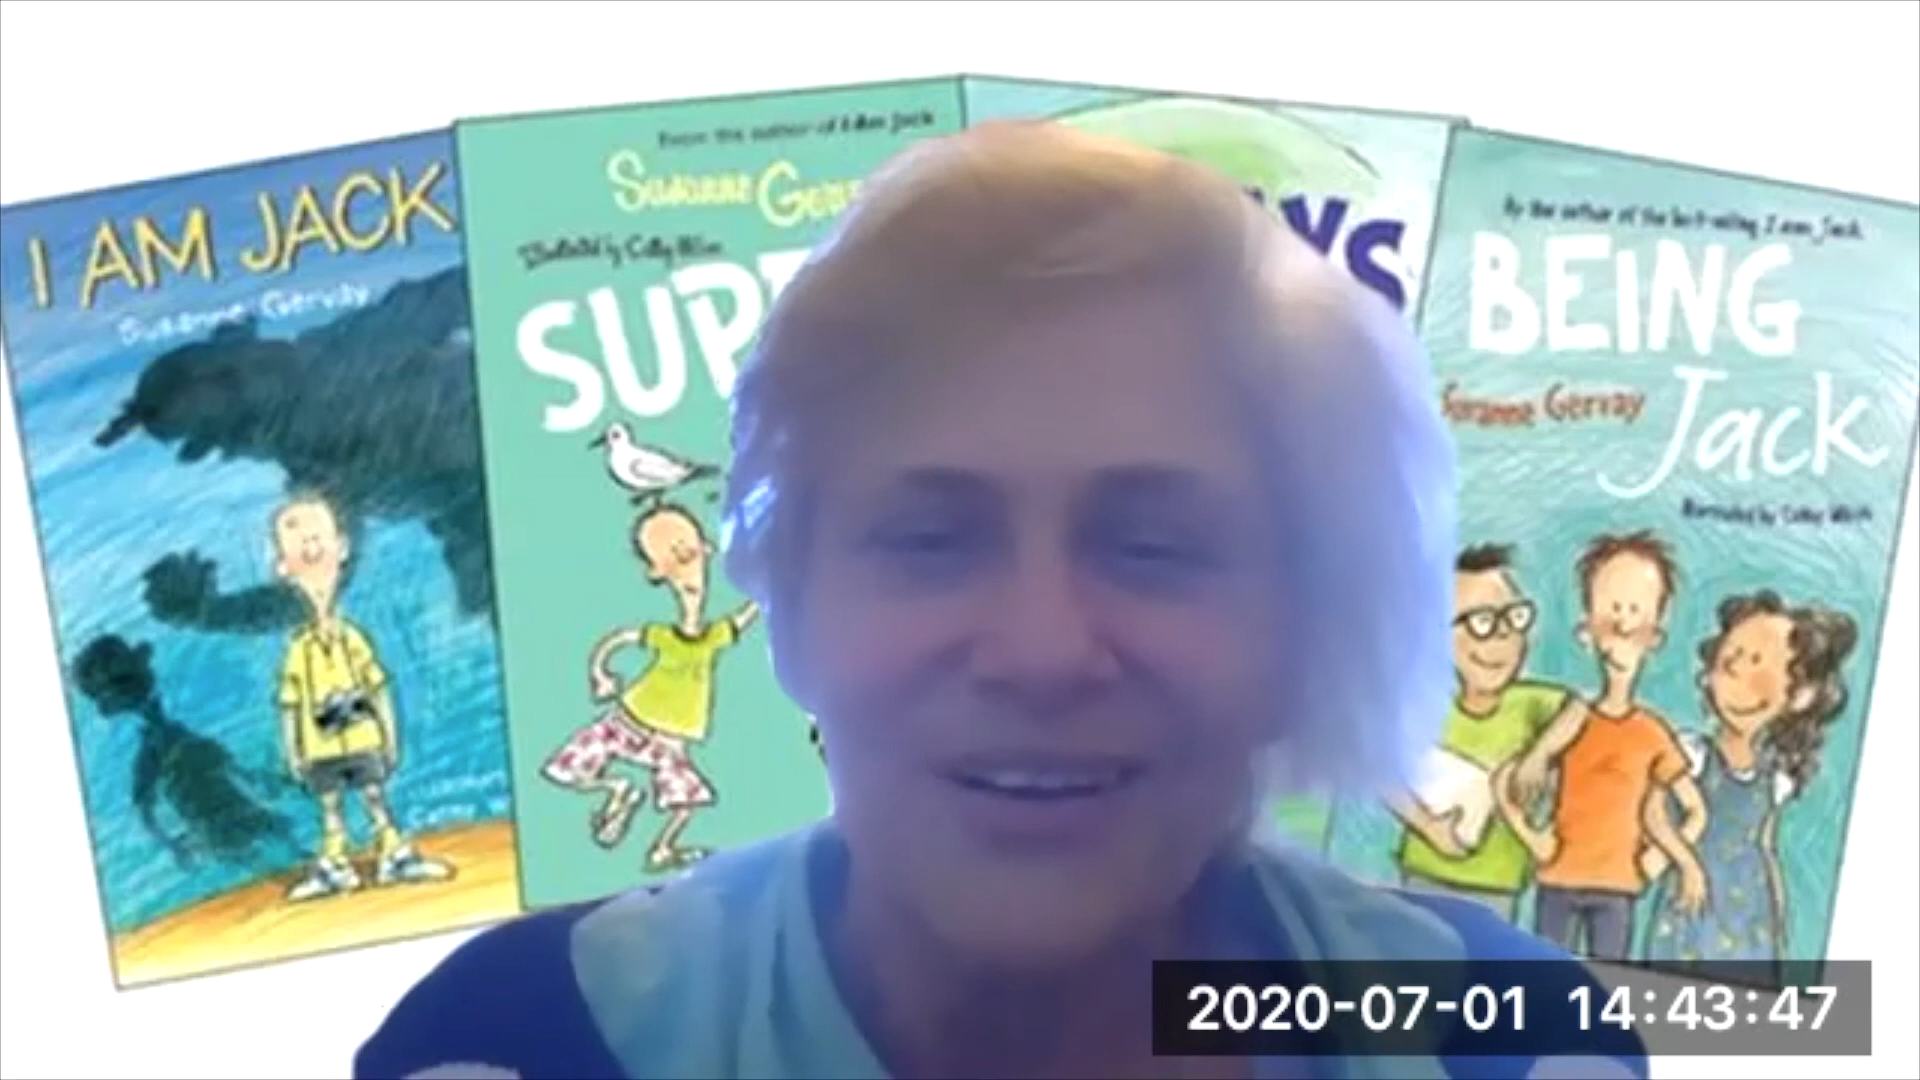 I AM JACK
Susanne Gervay
From the author of I Am Jack
Susanne Gerv
Illustrated by Cathy Wilcox
SUPE
YS
By the author of the best-selling I am Jack
BEING
Susanne Gervay
Jack
Illustrated by Cathy Wilcox
2020-07-01 14:43:47